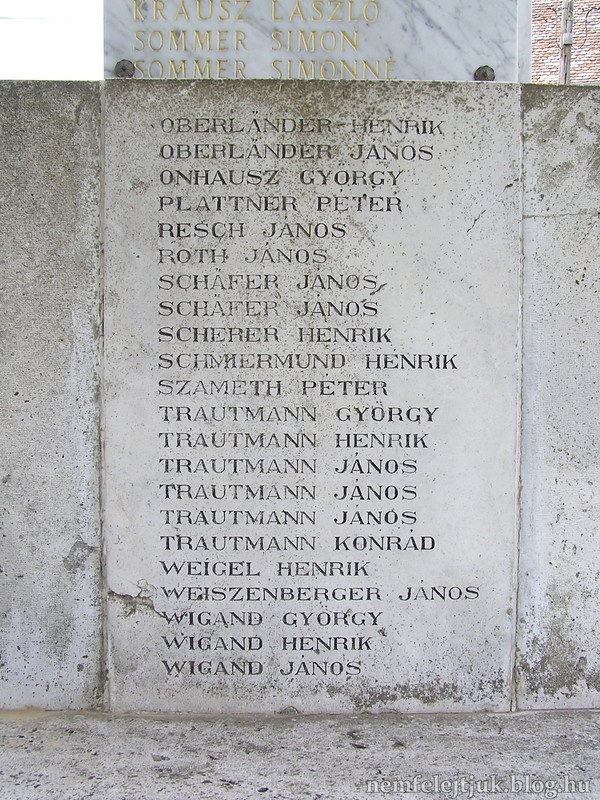 KRAUSZ LÁSZLÓ
SOMMER SIMON
SOMMER SIMONNÉ
OBERLÄNDER HENRIK
OBERLÄNDER JÁNOS
ONHAUSZ GYÖRGY
PLATTNER PÉTER
RESCH JÁNOS
ROTH JÁNOS
SCHÄFER JÁNOS
SCHÄFER JÁNOS
SCHERER HENRIK
SCHMIERMUND HENRIK
SZAMETH PÉTER
TRAUTMANN GYÖRGY
TRAUTMANN HENRIK
TRAUTMANN JÁNOS
TRAUTMANN JÁNOS
TRAUTMANN JÁNOS
TRAUTMANN KONRÁD
WEIGEL HENRIK
WEISZENBERGER JÁNOS
WIGAND GYÖRGY
WIGAND HENRIK
WIGAND JÁNOS
nemfelejtjuk.blog.hu